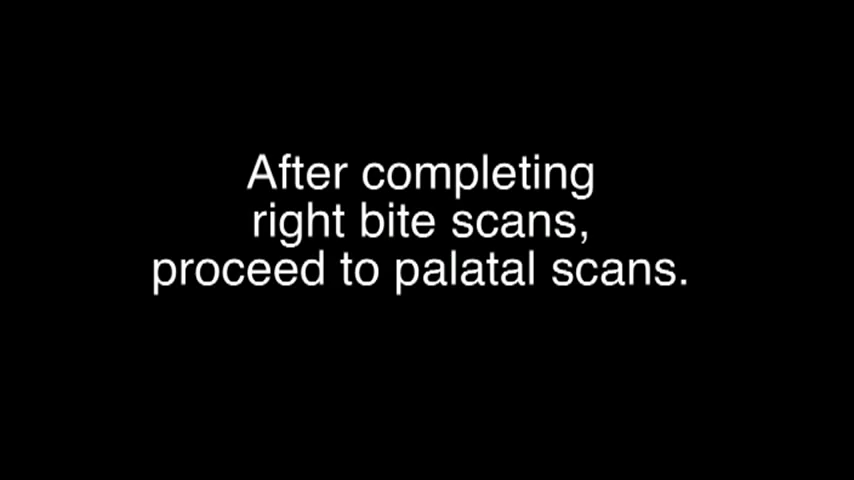 After completing
right bite scans,
proceed to palatal scans.